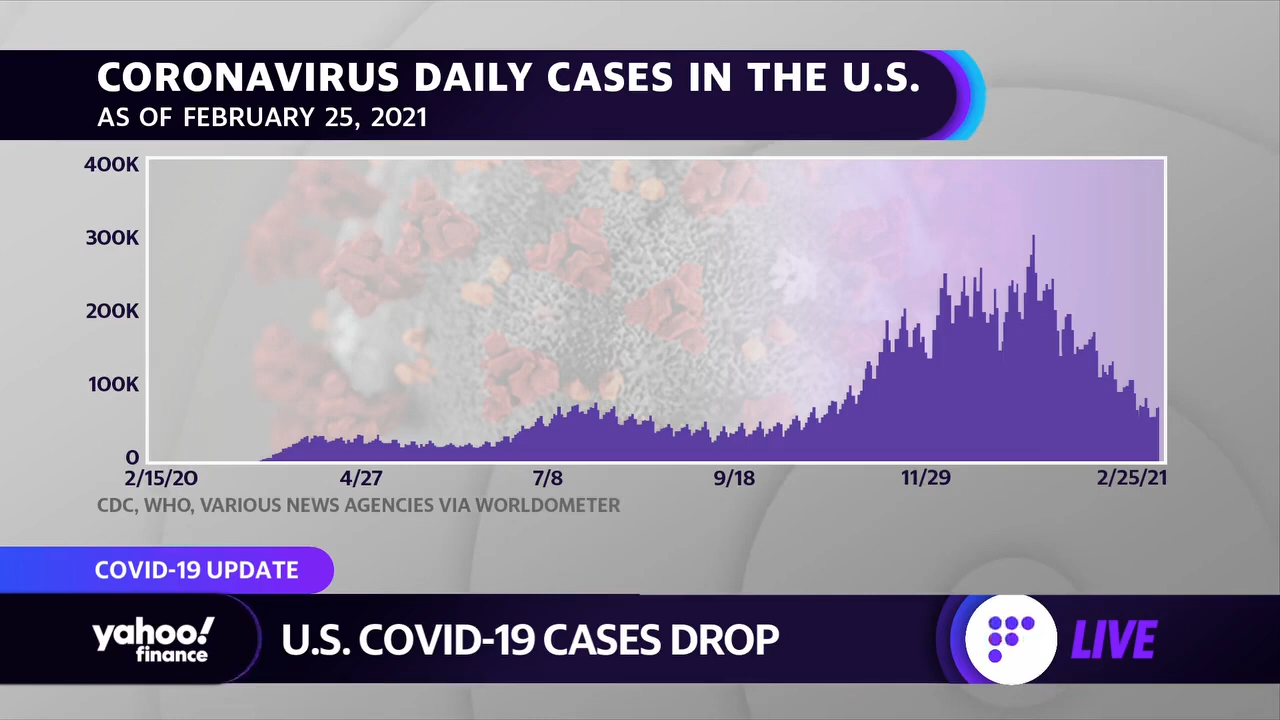 CORONAVIRUS DAILY CASES IN THE U.S.
AS OF FEBRUARY 25, 2021
400K
300K
200K
100K
0
2/15/20 4/27 7/8 9/18 11/29 2/25/21
CDC, WHO, VARIOUS NEWS AGENCIES VIA WORLDOMETER
COVID-19 UPDATE
yahoo!
finance
U.S. COVID-19 CASES DROP
LIVE